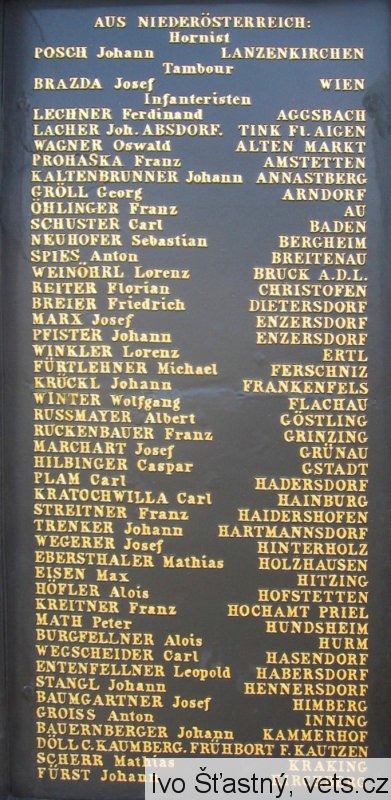 AUS NIEDERÖSTERREICH:
Hornist
POSCH Johann LANZENKIRCHEN
Tambour
BRAZDA Josef WIEN
Infanteristen
LECHNER Ferdinand AGGSBACH
LACHER Joh. ABSDORF. TINK Fl. AIGEN
WAGNER Oswald ALTEN MARKT
PROHASKA Franz AMSTETTEN
KALTENBRUNNER Johann ANNASTBERG
GRÖLL Georg ARNDORF
ÖHLINGER Franz AU
SCHUSTER Carl BADEN
NEUHOFER Sebastian BERGHEIM
SPIES Anton BREITENAU
WEINÖHRL Lorenz BRUCK A.D.L.
REITER Florian CHRISTOFEN
BREIER Friedrich DIETERSDORF
MARX Josef ENZERSDORF
PFISTER Johann ENZERSDORF
WINKLER Lorenz ERTL
FÜRTLEHNER Michael FERSCHNIZ
KRÜCKL Johann FRANKENFELS
WINTER Wolfgang FLACHAU
RUSSMAYER Albert GÖSTLING
RUCKENBAUER Franz GRINZING
MARCHART Josef GRÜNAU
HILBINGER Caspar GSTADT
PLAM Carl HADERSDORF
KRATOCHWILLA Carl HAINBURG
STREITNER Franz HAIDERSHOFEN
TRENKER Johann HARTMANNSDORF
WEGERER Josef HINTERHOLZ
EBERSTHALER Mathias HOLZHAUSEN
EISEN Max HITZING
HÖFLER Alois HOFSTETTEN
KREITNER Franz HOCHAMT PRIEL
MATH Peter HUNDSHEIM
BURGFELLNER Alois HURM
WEGSCHEIDER Carl HASENDORF
ENTENFELLNER Leopold HABERSDORF
STANGL Johann HENNERSDORF
BAUMGARTNER Josef HIMBERG
GROISS Anton INNING
BAUERNBERGER Johann KAMMERHOF
DÖLL C. KAUMBERG. FRÜHBORT F. KAUTZEN
SCHERR Mathias KRAKING
FÜRST Johann
Ivo Šťastný, vets.cz